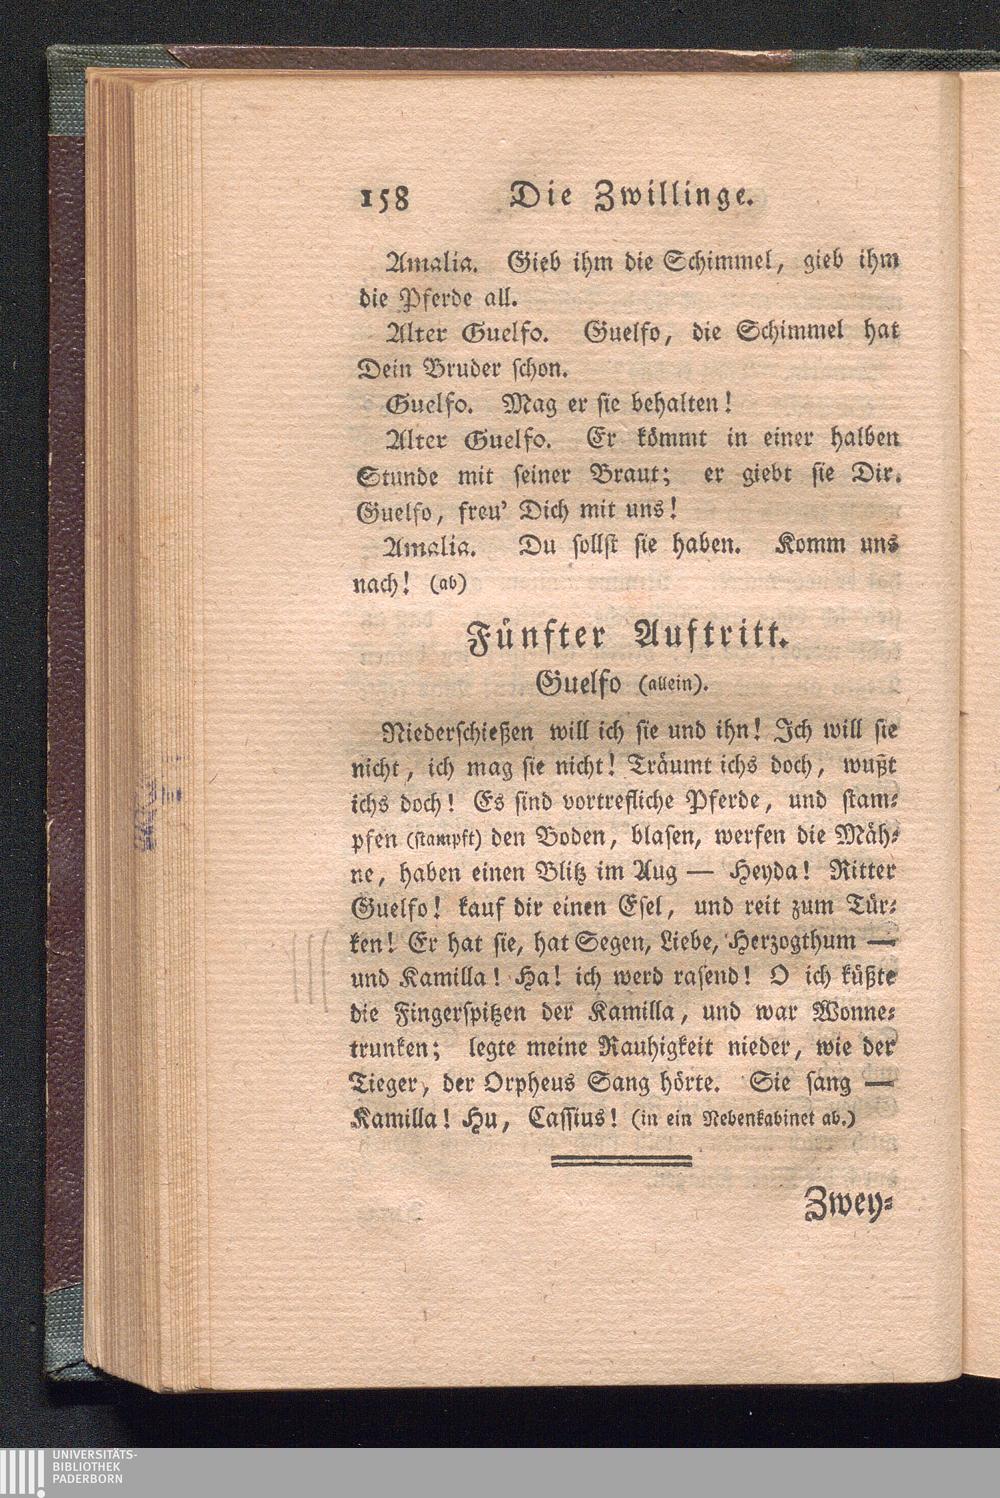 158 Die Zwillinge.
Amalia. Gieb ihm die Schimmel, gieb ihm
die Pferde all.
Alter Guelfo. Guelfo, die Schimmel hat
Dein Bruder schon.
Guelfo. Mag er sie behalten!
Alter Guelfo. Er kömmt in einer halben
Stunde mit seiner Braut; er giebt sie Dir.
Guelfo, freu' Dich mit uns!
Amalia. Du sollst sie haben. Komm uns
nach! (ab)
Fünfter Auftritt.
Guelfo (allein).
Niederschießen will ich sie und ihn! Ich will sie
nicht, ich mag sie nicht! Träumt ichs doch, wußt
ichs doch! Es sind vortrefliche Pferde, und stam-
pfen (stampft) den Boden, blasen, werfen die Mäh-
ne, haben einen Blitz im Aug — Heyda! Ritter
Guelfo! kauf dir einen Esel, und reit zum Tür-
ken! Er hat sie, hat Segen, Liebe, Herzogthum —
und Kamilla! Ha! ich werd rasend! O ich küßte
die Fingerspitzen der Kamilla, und war Wonne-
trunken; legte meine Rauhigkeit nieder, wie der
Tieger, der Orpheus Sang hörte. Sie sang —
Kamilla! Hu, Cassius! (in ein Nebenkabinet ab.)
Zwey-
UNIVERSITÄTS-
BIBLIOTHEK
PADERBORN